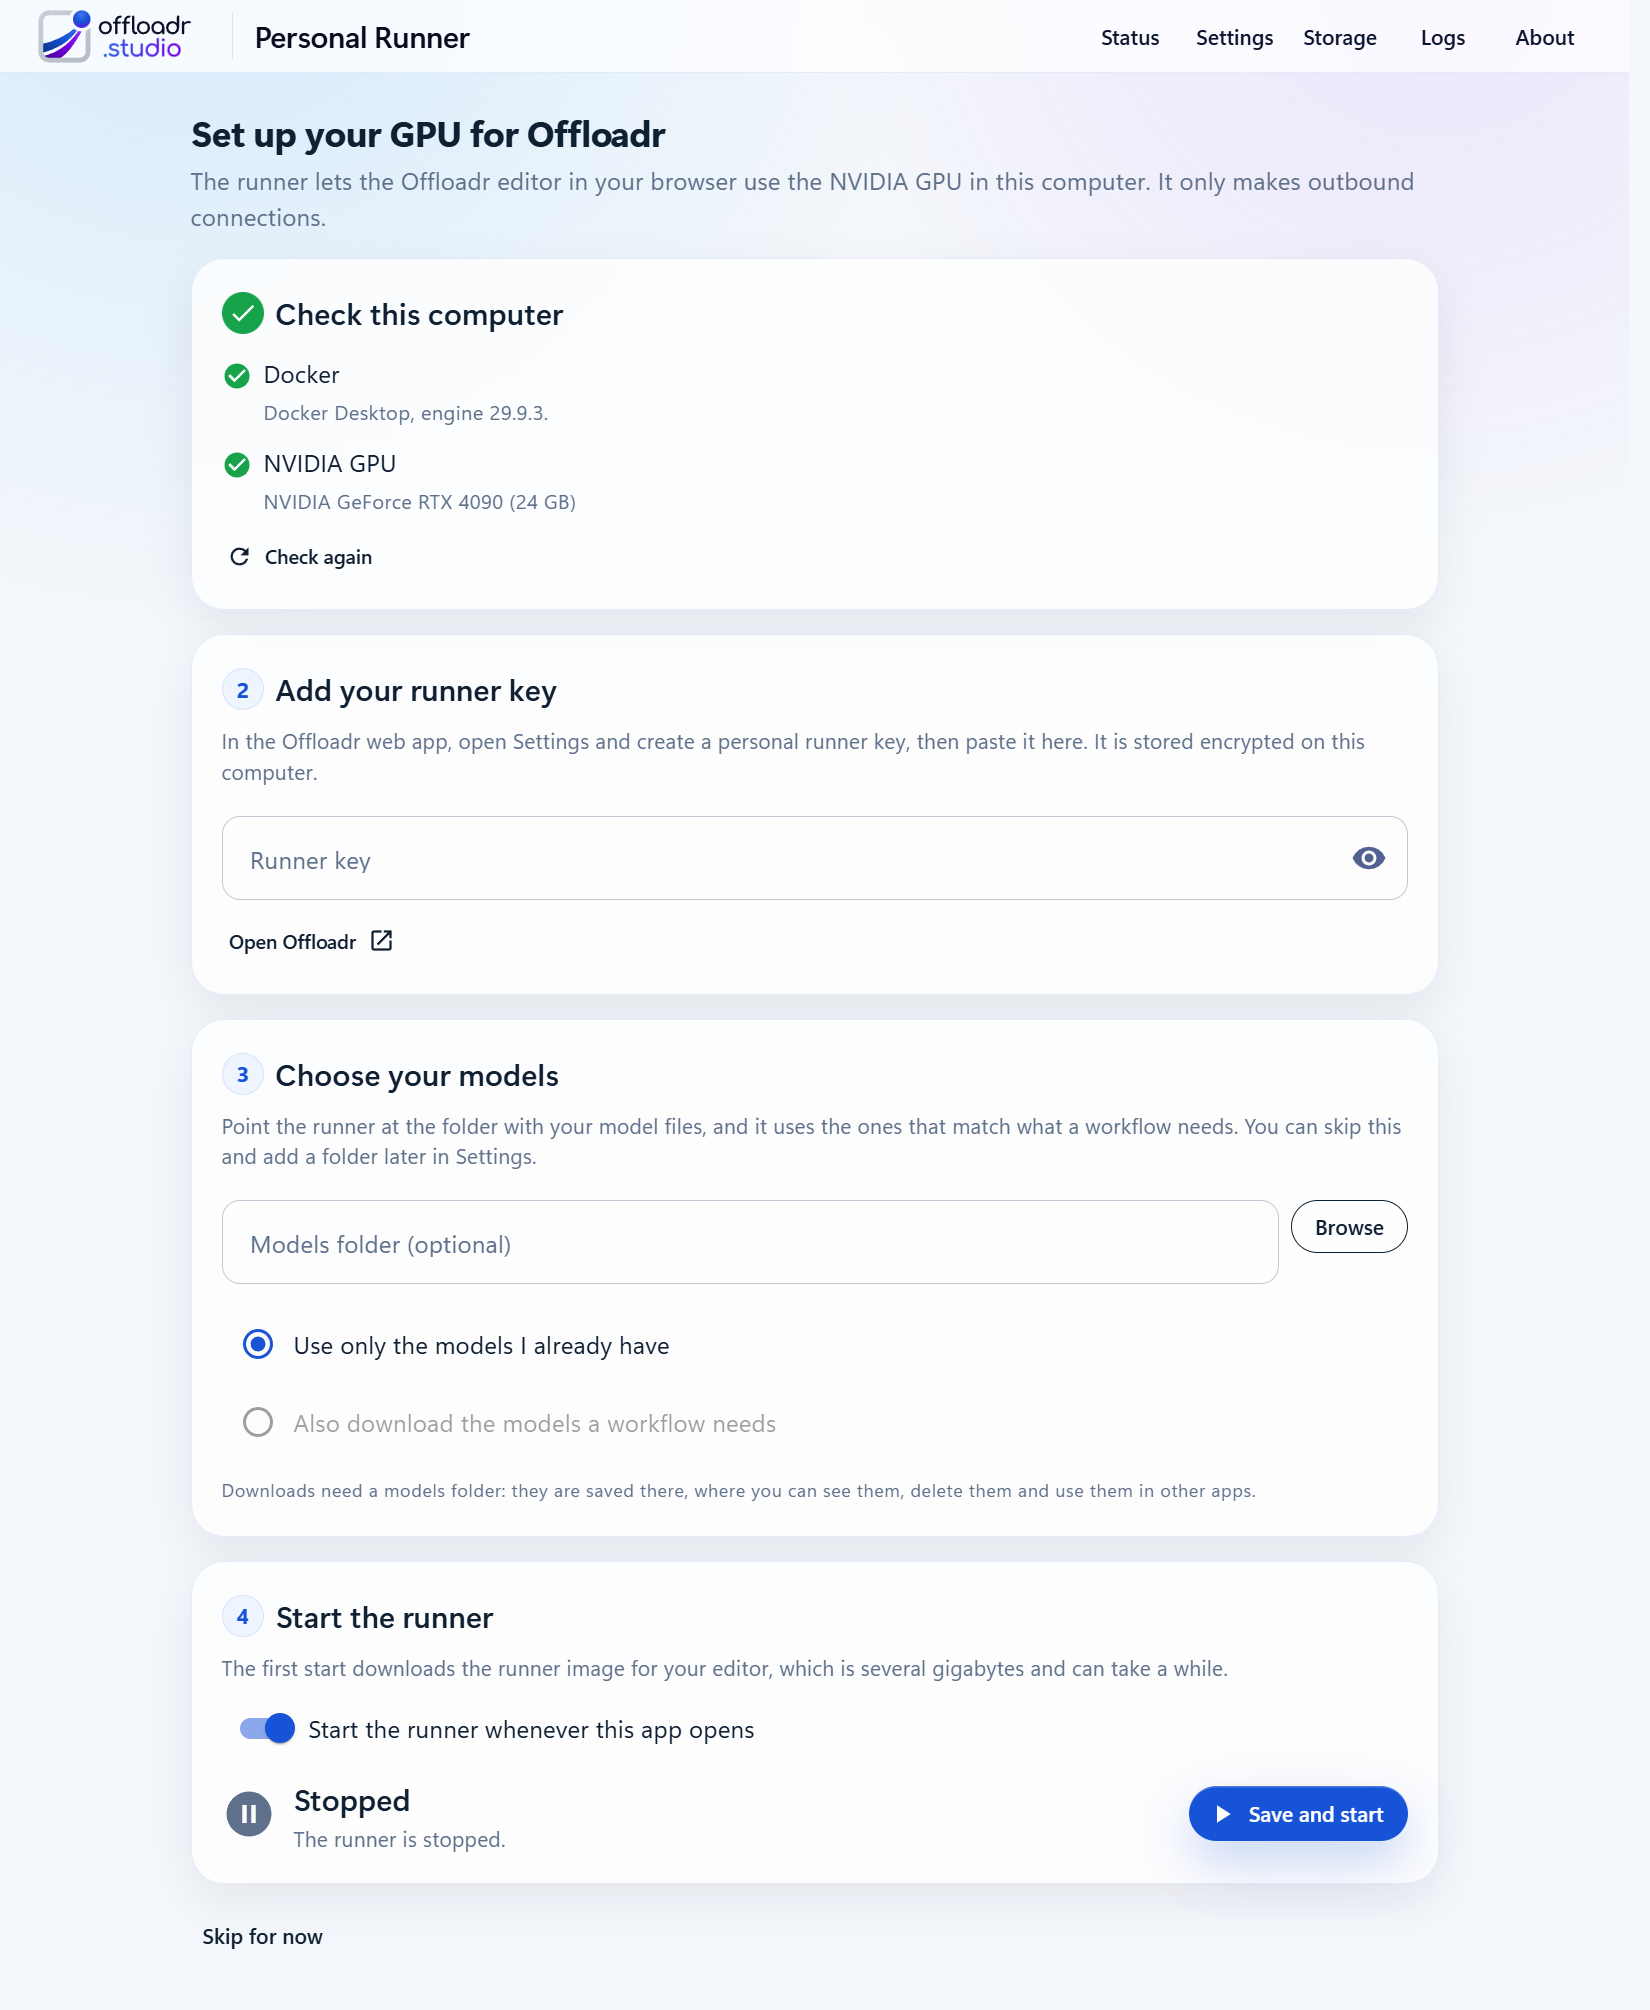 offloadr
.studio
Personal Runner
Status
Settings
Storage
Logs
About
Set up your GPU for Offloadr
The runner lets the Offloadr editor in your browser use the NVIDIA GPU in this computer. It only makes outbound
connections.
Check this computer
Docker
Docker Desktop, engine 29.9.3.
NVIDIA GPU
NVIDIA GeForce RTX 4090 (24 GB)
Check again
2
Add your runner key
In the Offloadr web app, open Settings and create a personal runner key, then paste it here. It is stored encrypted on this
computer.
Runner key
Open Offloadr
3
Choose your models
Point the runner at the folder with your model files, and it uses the ones that match what a workflow needs. You can skip this
and add a folder later in Settings.
Models folder (optional)
Browse
Use only the models I already have
Also download the models a workflow needs
Downloads need a models folder: they are saved there, where you can see them, delete them and use them in other apps.
4
Start the runner
The first start downloads the runner image for your editor, which is several gigabytes and can take a while.
Start the runner whenever this app opens
Stopped
The runner is stopped.
Save and start
Skip for now